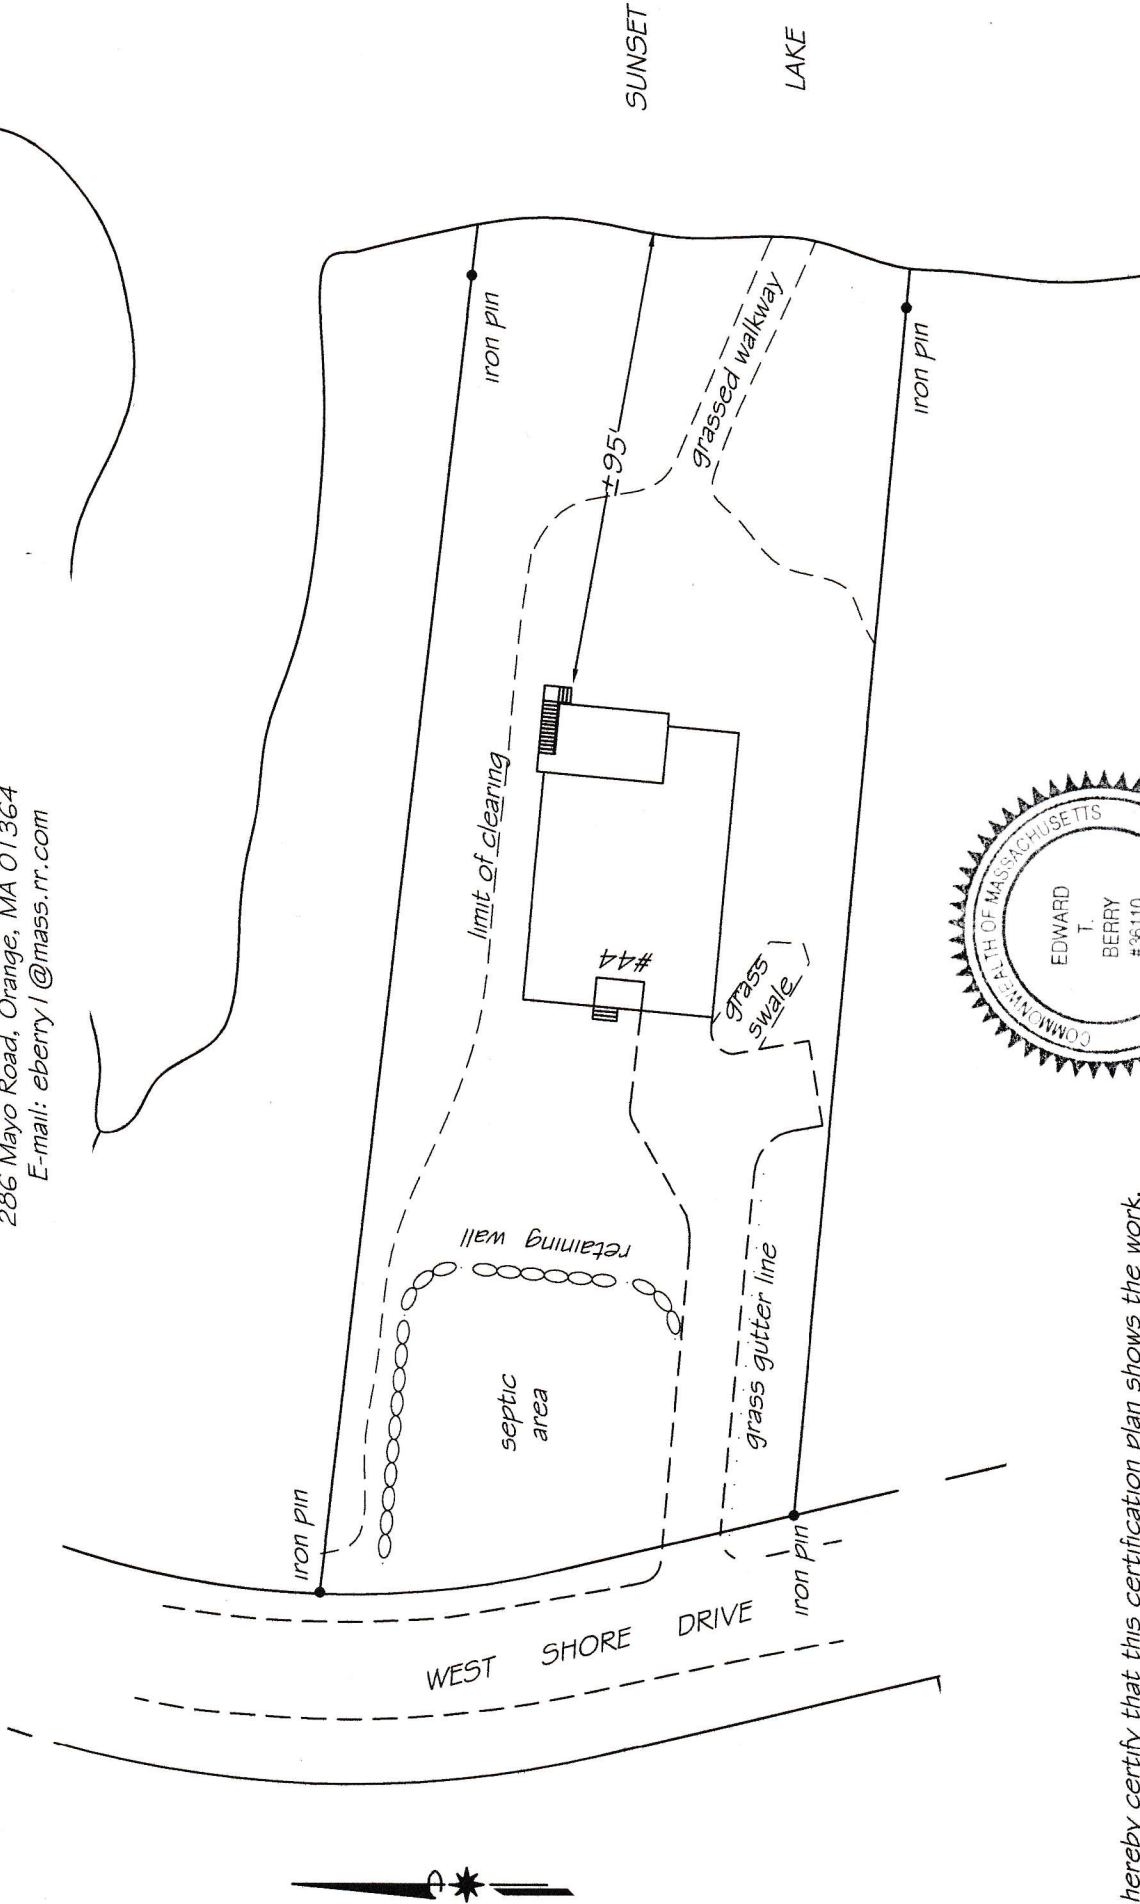 286 Mayo Road, Orange, MA 01364
E-mail: eberry1@mass.rr.com
SUNSET
LAKE
iron pin
iron pin
±95'
grassed walkway
limit of clearing
#44
grass
swale
retaining wall
septic
area
grass gutter line
iron pin
iron pin
WEST SHORE DRIVE
COMMONWEALTH OF MASSACHUSETTS
EDWARD
T.
BERRY
#36110
hereby certify that this certification plan shows the work,